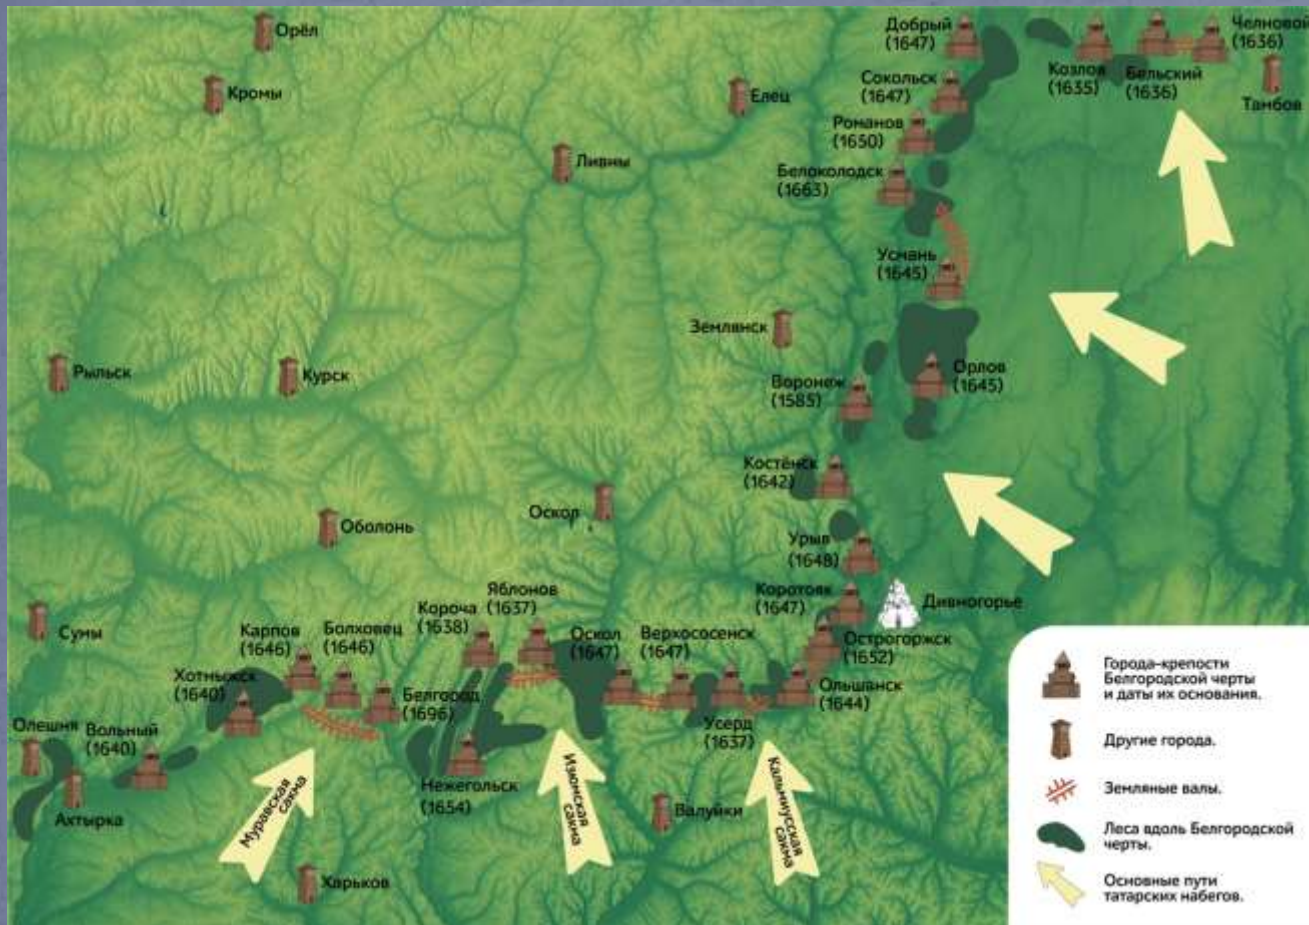 Орёл
Добрый
(1647)
Челновой
(1636)
Козлов
(1635)
Бельский
(1636)
Тамбов
Кромы
Елец
Сокольск
(1647)
Романов
(1650)
Ливны
Белоколодск
(1663)
Усмань
(1645)
Землянск
Рыльск
Курск
Воронеж
(1585)
Орлов
(1645)
Костёнск
(1642)
Оскол
Оболонь
Урыв
(1648)
Коротояк
(1647)
Дивногорье
Сумы
Яблонов
(1637)
Короча
(1638)
Карпов
(1646)
Болховец
(1646)
Оскол
(1647)
Верхососенск
(1647)
Острогоржск
(1652)
Хотныжск
(1640)
Белгород
(1696)
Ольшанск
(1644)
Усерд
(1637)
Олешня
Вольный
(1640)
Нежегольск
(1654)
Ахтырка
Муравская
сакма
Изюмская
сакма
Кальмиусская
сакма
Валуйки
Харьков
Города-крепости
Белгородской черты
и даты их основания.
Другие города.
Земляные валы.
Леса вдоль Белгородской
черты.
Основные пути
татарских набегов.